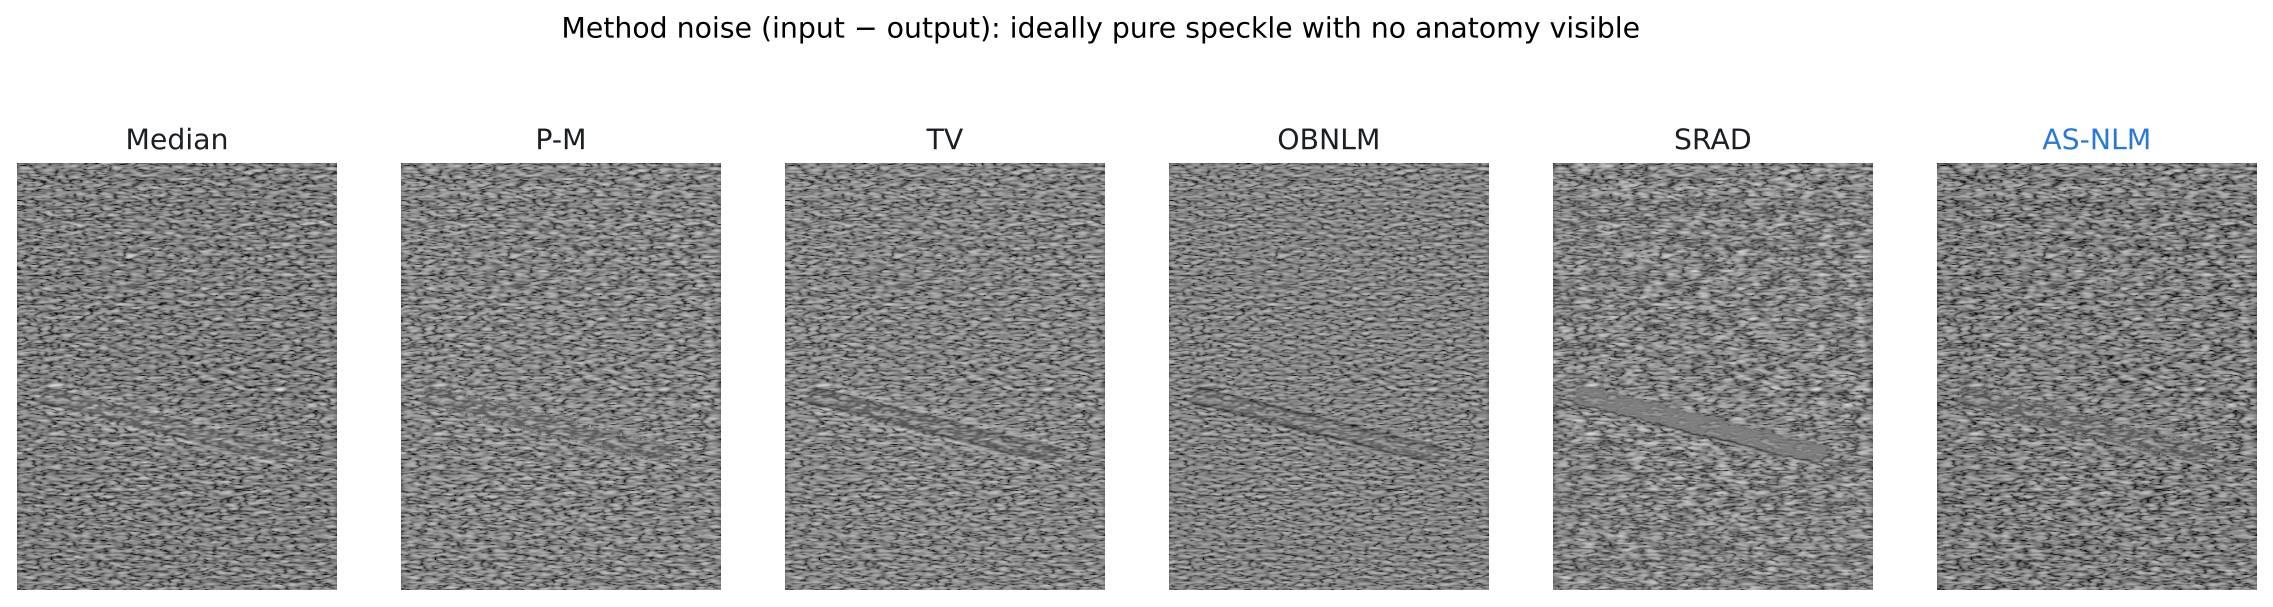 Method noise (input − output): ideally pure speckle with no anatomy visible
Median P-M TV OBNLM SRAD AS-NLM